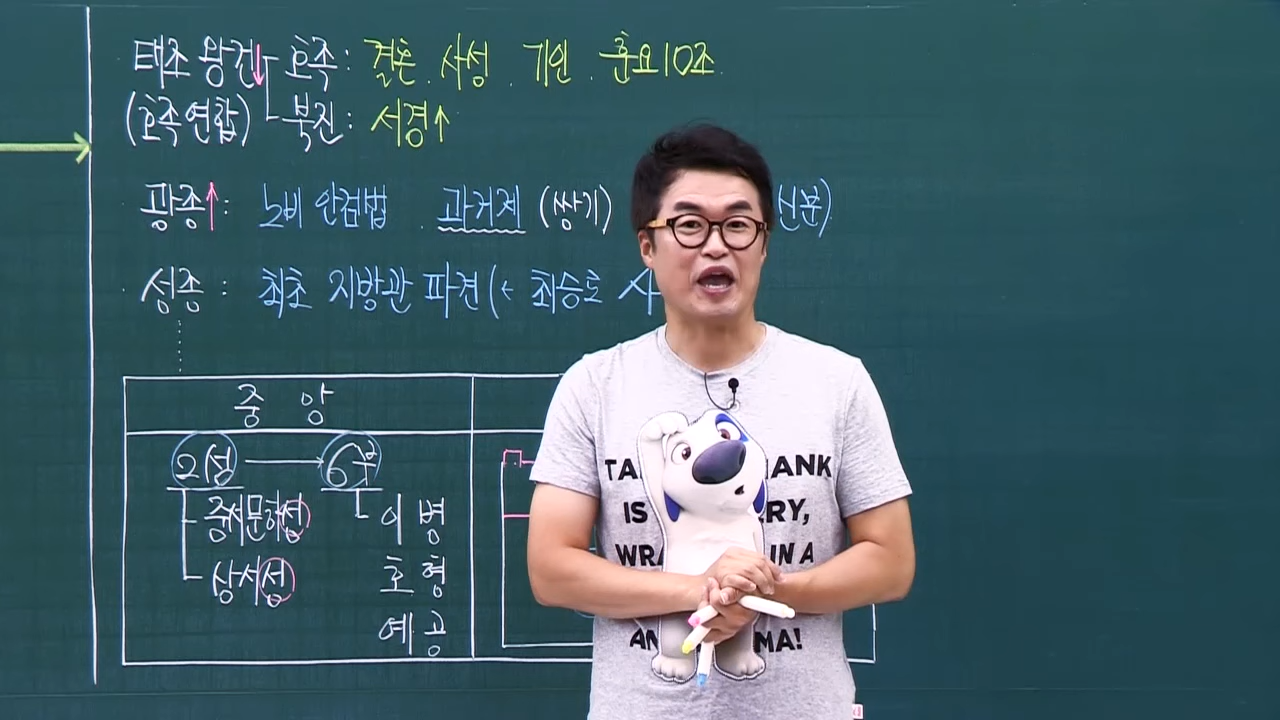 태조 왕건↓ 호족: 결혼. 사성. 기인. 훈요10조
(호족연합) 북진: 서경↑
광종↑: 노비안검법. 과거제 (쌍기) 신분)
성종: 최초 지방관 파견(← 최승로 시
중 앙
2성 → 6부
중서문하성 이 병
상서성 호 형
예 공
TA ANK
IS RY,
WRA IN A
AN MA!